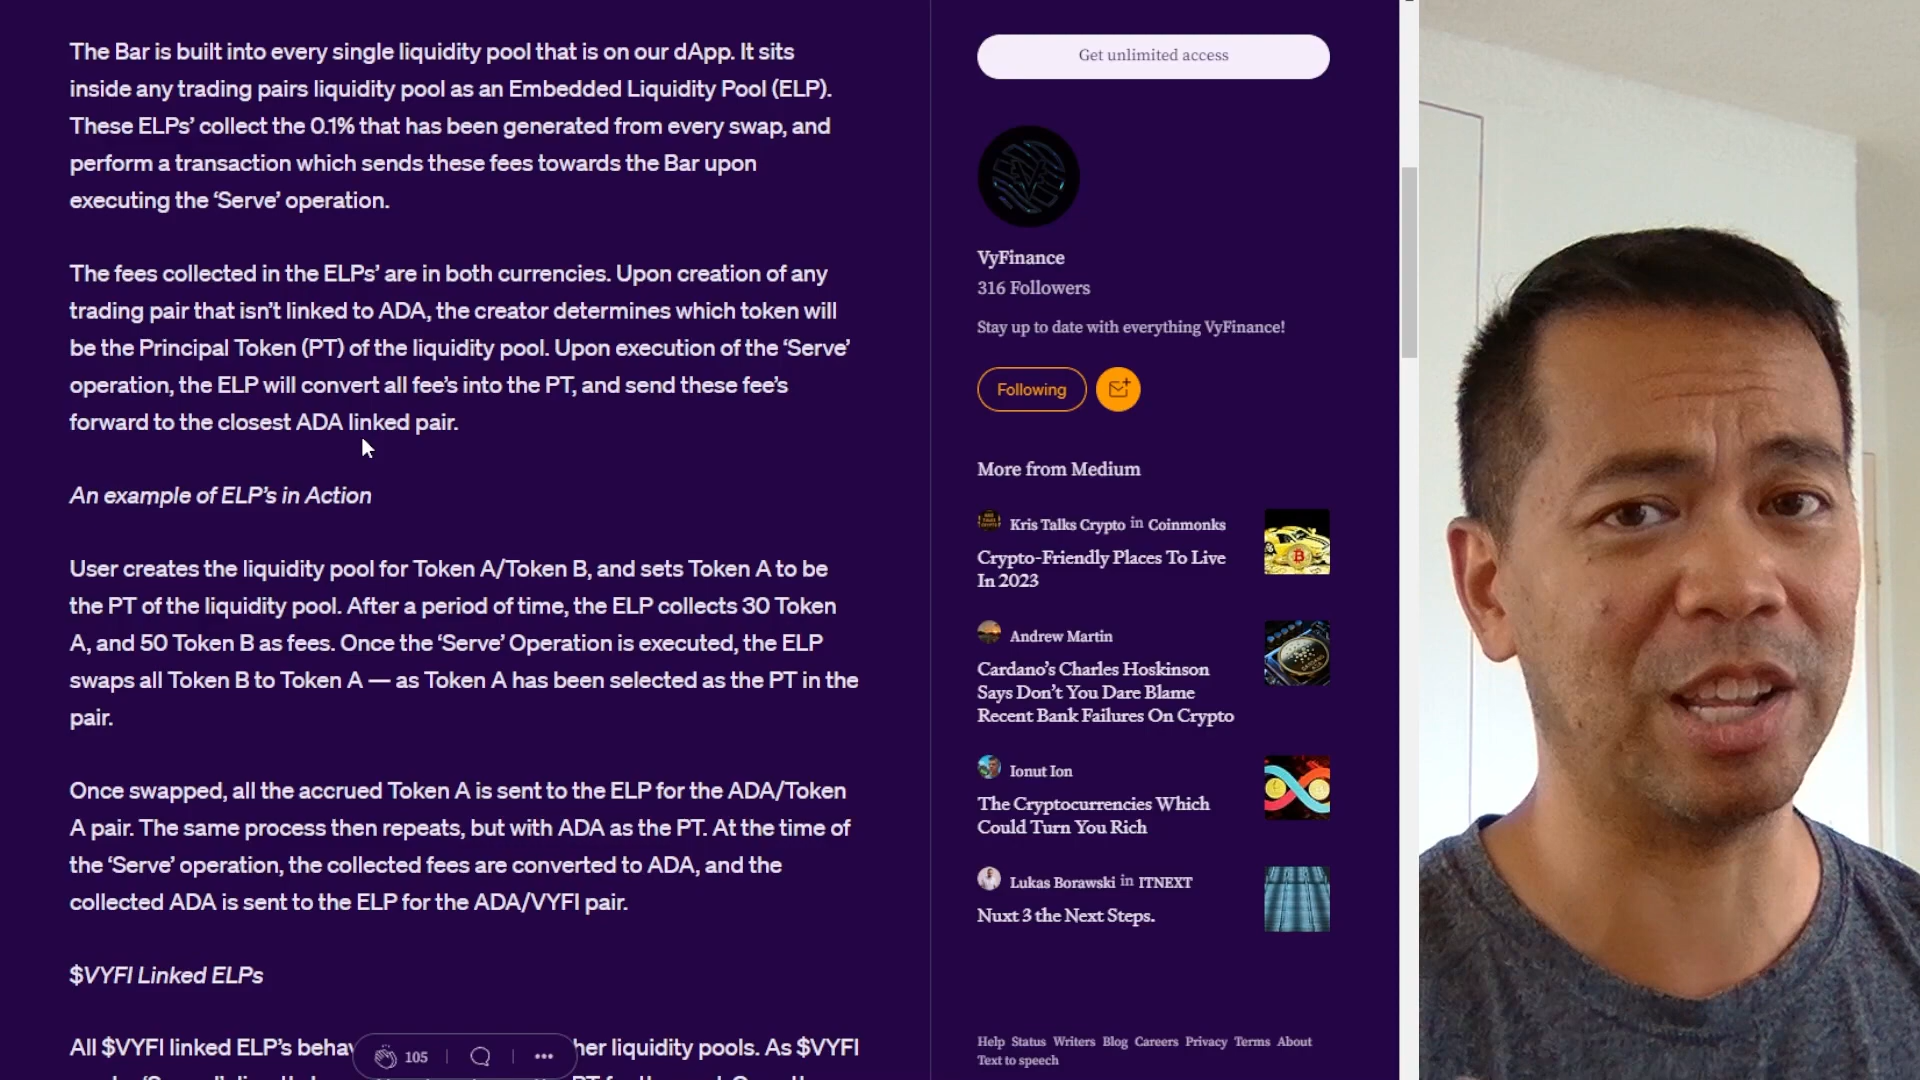 The Bar is built into every single liquidity pool that is on our dApp. It sits
inside any trading pairs liquidity pool as an Embedded Liquidity Pool (ELP).
These ELPs’ collect the 0.1% that has been generated from every swap, and
perform a transaction which sends these fees towards the Bar upon
executing the ‘Serve’ operation.
The fees collected in the ELPs’ are in both currencies. Upon creation of any
trading pair that isn’t linked to ADA, the creator determines which token will
be the Principal Token (PT) of the liquidity pool. Upon execution of the ‘Serve’
operation, the ELP will convert all fee’s into the PT, and send these fee’s
forward to the closest ADA linked pair.
An example of ELP’s in Action
User creates the liquidity pool for Token A/Token B, and sets Token A to be
the PT of the liquidity pool. After a period of time, the ELP collects 30 Token
A, and 50 Token B as fees. Once the ‘Serve’ Operation is executed, the ELP
swaps all Token B to Token A — as Token A has been selected as the PT in the
pair.
Once swapped, all the accrued Token A is sent to the ELP for the ADA/Token
A pair. The same process then repeats, but with ADA as the PT. At the time of
the ‘Serve’ operation, the collected fees are converted to ADA, and the
collected ADA is sent to the ELP for the ADA/VYFI pair.
$VYFI Linked ELPs
All $VYFI linked ELP’s liquidity pools. As $VYFI
105
Get unlimited access
VyFinance
316 Followers
Stay up to date with everything VyFinance!
Following
More from Medium
Kris Talks Crypto in Coinmonks
Crypto-Friendly Places To Live
In 2023
Andrew Martin
Cardano’s Charles Hoskinson
Says Don’t You Dare Blame
Recent Bank Failures On Crypto
Ionut Ion
The Cryptocurrencies Which
Could Turn You Rich
Lukas Borawski in ITNEXT
Nuxt 3 the Next Steps.
Help Status Writers Blog Careers Privacy Terms About
Text to speech